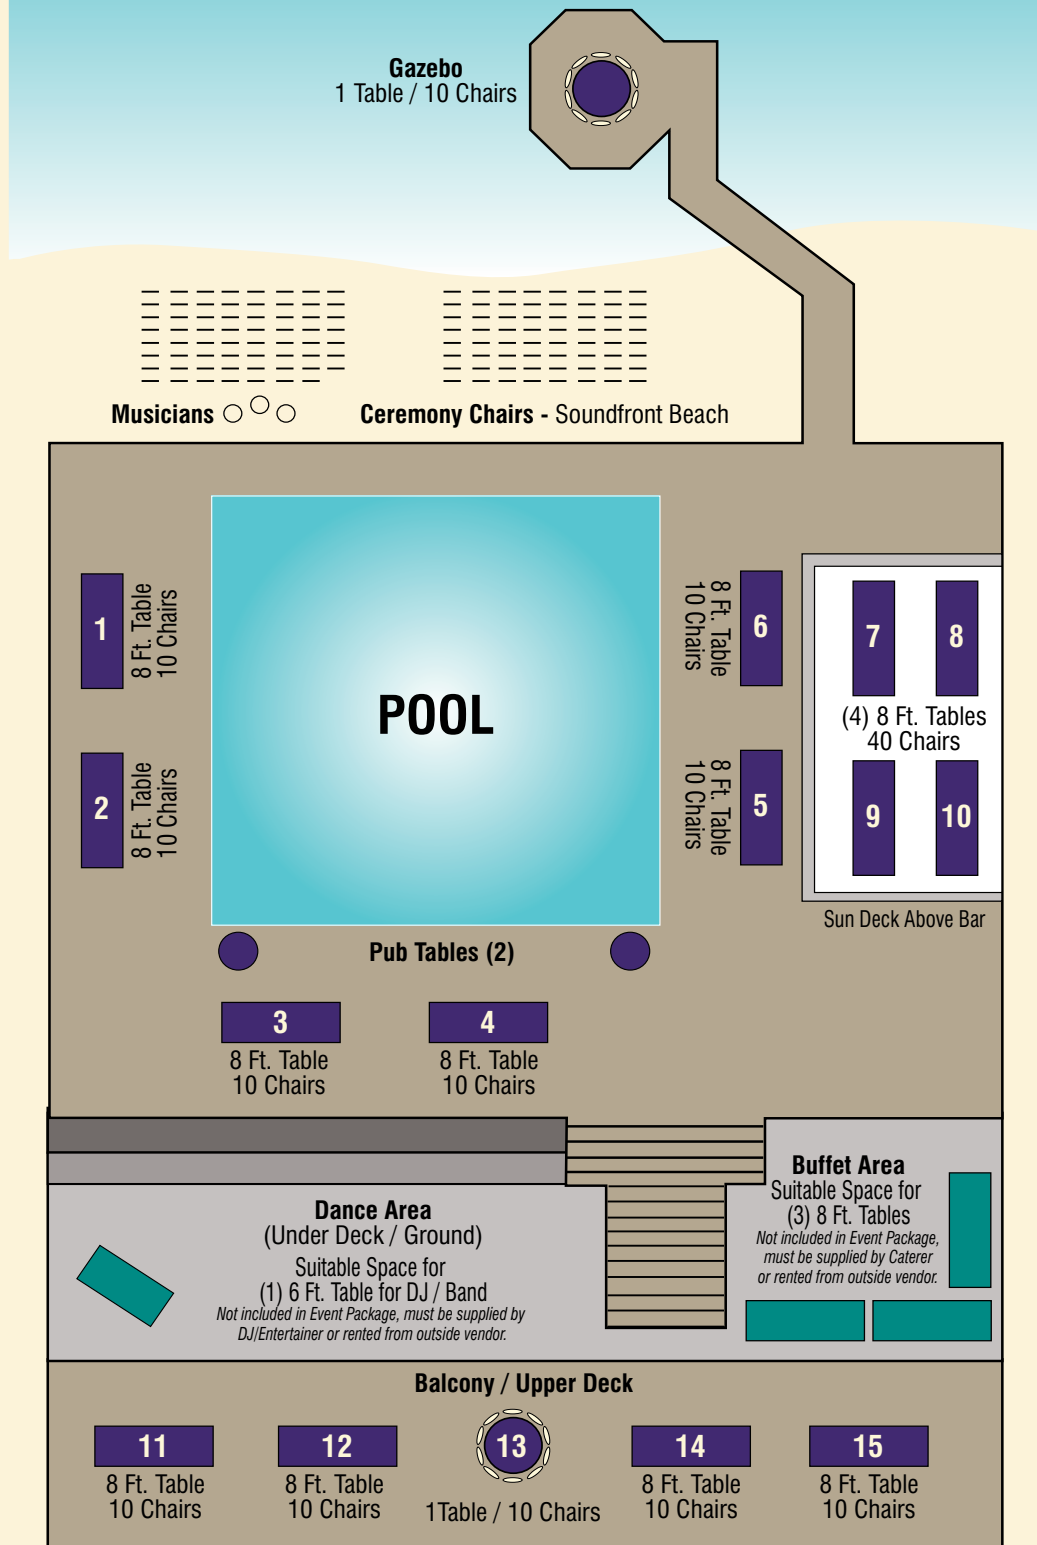 Gazebo
1 Table / 10 Chairs
Musicians
Ceremony Chairs - Soundfront Beach
1
8 Ft. Table
10 Chairs
2
8 Ft. Table
10 Chairs
POOL
6
8 Ft. Table
10 Chairs
5
8 Ft. Table
10 Chairs
7
8
(4) 8 Ft. Tables
40 Chairs
9
10
Sun Deck Above Bar
Pub Tables (2)
3
8 Ft. Table
10 Chairs
4
8 Ft. Table
10 Chairs
Dance Area
(Under Deck / Ground)
Suitable Space for
(1) 6 Ft. Table for DJ / Band
Not included in Event Package, must be supplied by
DJ/Entertainer or rented from outside vendor.
Buffet Area
Suitable Space for
(3) 8 Ft. Tables
Not included in Event Package,
must be supplied by Caterer
or rented from outside vendor.
Balcony / Upper Deck
11
8 Ft. Table
10 Chairs
12
8 Ft. Table
10 Chairs
13
1Table / 10 Chairs
14
8 Ft. Table
10 Chairs
15
8 Ft. Table
10 Chairs